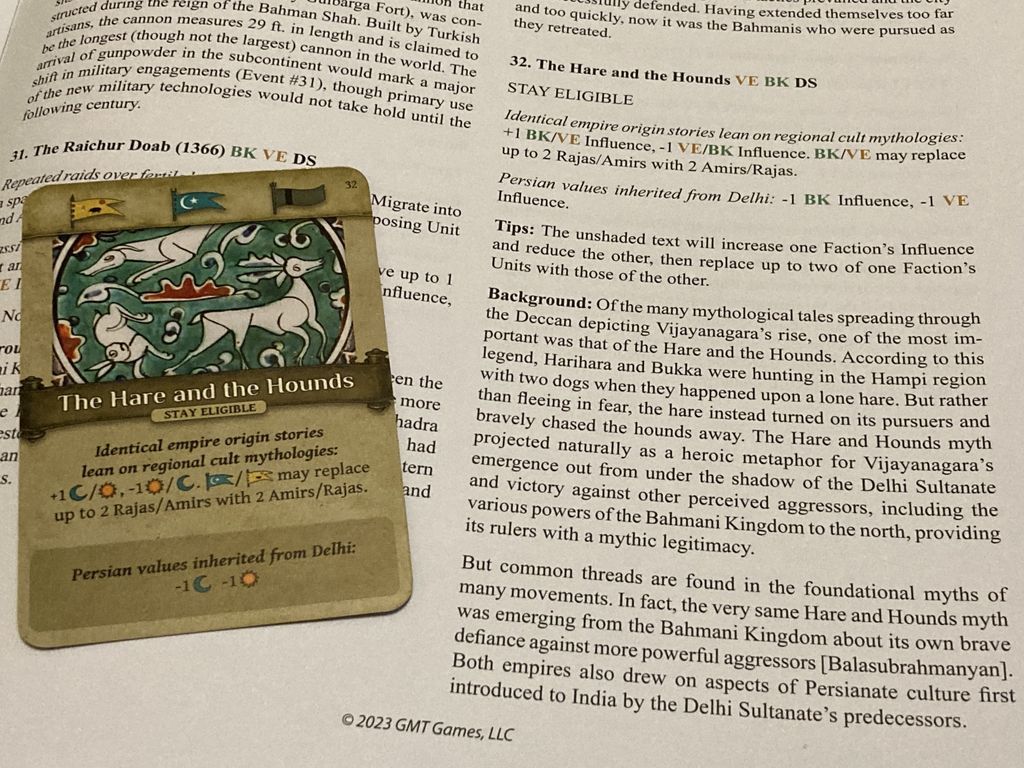 structed during the reign of the Bahman Shah. Built by Turkish
artisans, the cannon measures 29 ft. in length and is claimed to
be the longest (though not the largest) cannon in the world. The
arrival of gunpowder in the subcontinent would mark a major
shift in military engagements (Event #31), though primary use
of the new military technologies would not take hold until the
following century.
31. The Raichur Doab (1366) BK VE DS
Repeated raids over
Migrate into
posing Unit
ve up to 1
nfluence,
en the
more
hadra
had
tern
and
32
The Hare and the Hounds
STAY ELIGIBLE
Identical empire origin stories
lean on regional cult mythologies:
+1 / , -1 / . / may replace
up to 2 Rajas/Amirs with 2 Amirs/Rajas.
Persian values inherited from Delhi:
-1 -1
defended. Having extended themselves too far
and too quickly, now it was the Bahmanis who were pursued as
they retreated.
32. The Hare and the Hounds VE BK DS
STAY ELIGIBLE
Identical empire origin stories lean on regional cult mythologies:
+1 BK/VE Influence, -1 VE/BK Influence. BK/VE may replace
up to 2 Rajas/Amirs with 2 Amirs/Rajas.
Persian values inherited from Delhi: -1 BK Influence, -1 VE
Influence.
Tips: The unshaded text will increase one Faction's Influence
and reduce the other, then replace up to two of one Faction's
Units with those of the other.
Background: Of the many mythological tales spreading through
the Deccan depicting Vijayanagara's rise, one of the most im-
portant was that of the Hare and the Hounds. According to this
legend, Harihara and Bukka were hunting in the Hampi region
with two dogs when they happened upon a lone hare. But rather
than fleeing in fear, the hare instead turned on its pursuers and
bravely chased the hounds away. The Hare and Hounds myth
projected naturally as a heroic metaphor for Vijayanagara's
emergence out from under the shadow of the Delhi Sultanate
and victory against other perceived aggressors, including the
various powers of the Bahmani Kingdom to the north, providing
its rulers with a mythic legitimacy.
But common threads are found in the foundational myths of
many movements. In fact, the very same Hare and Hounds myth
was emerging from the Bahmani Kingdom about its own brave
defiance against more powerful aggressors [Balasubrahmanyan].
Both empires also drew on aspects of Persianate culture first
introduced to India by the Delhi Sultanate's predecessors.
© 2023 GMT Games, LLC